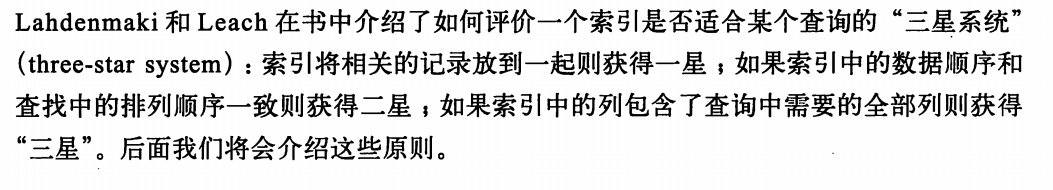 Lahdenmaki 和 Leach 在书中介绍了如何评价一个索引是否适合某个查询的“三星系统”
（three-star system）：索引将相关的记录放到一起则获得一星；如果索引中的数据顺序和
查找中的排列顺序一致则获得二星；如果索引中的列包含了查询中需要的全部列则获得
“三星”。后面我们将会介绍这些原则。